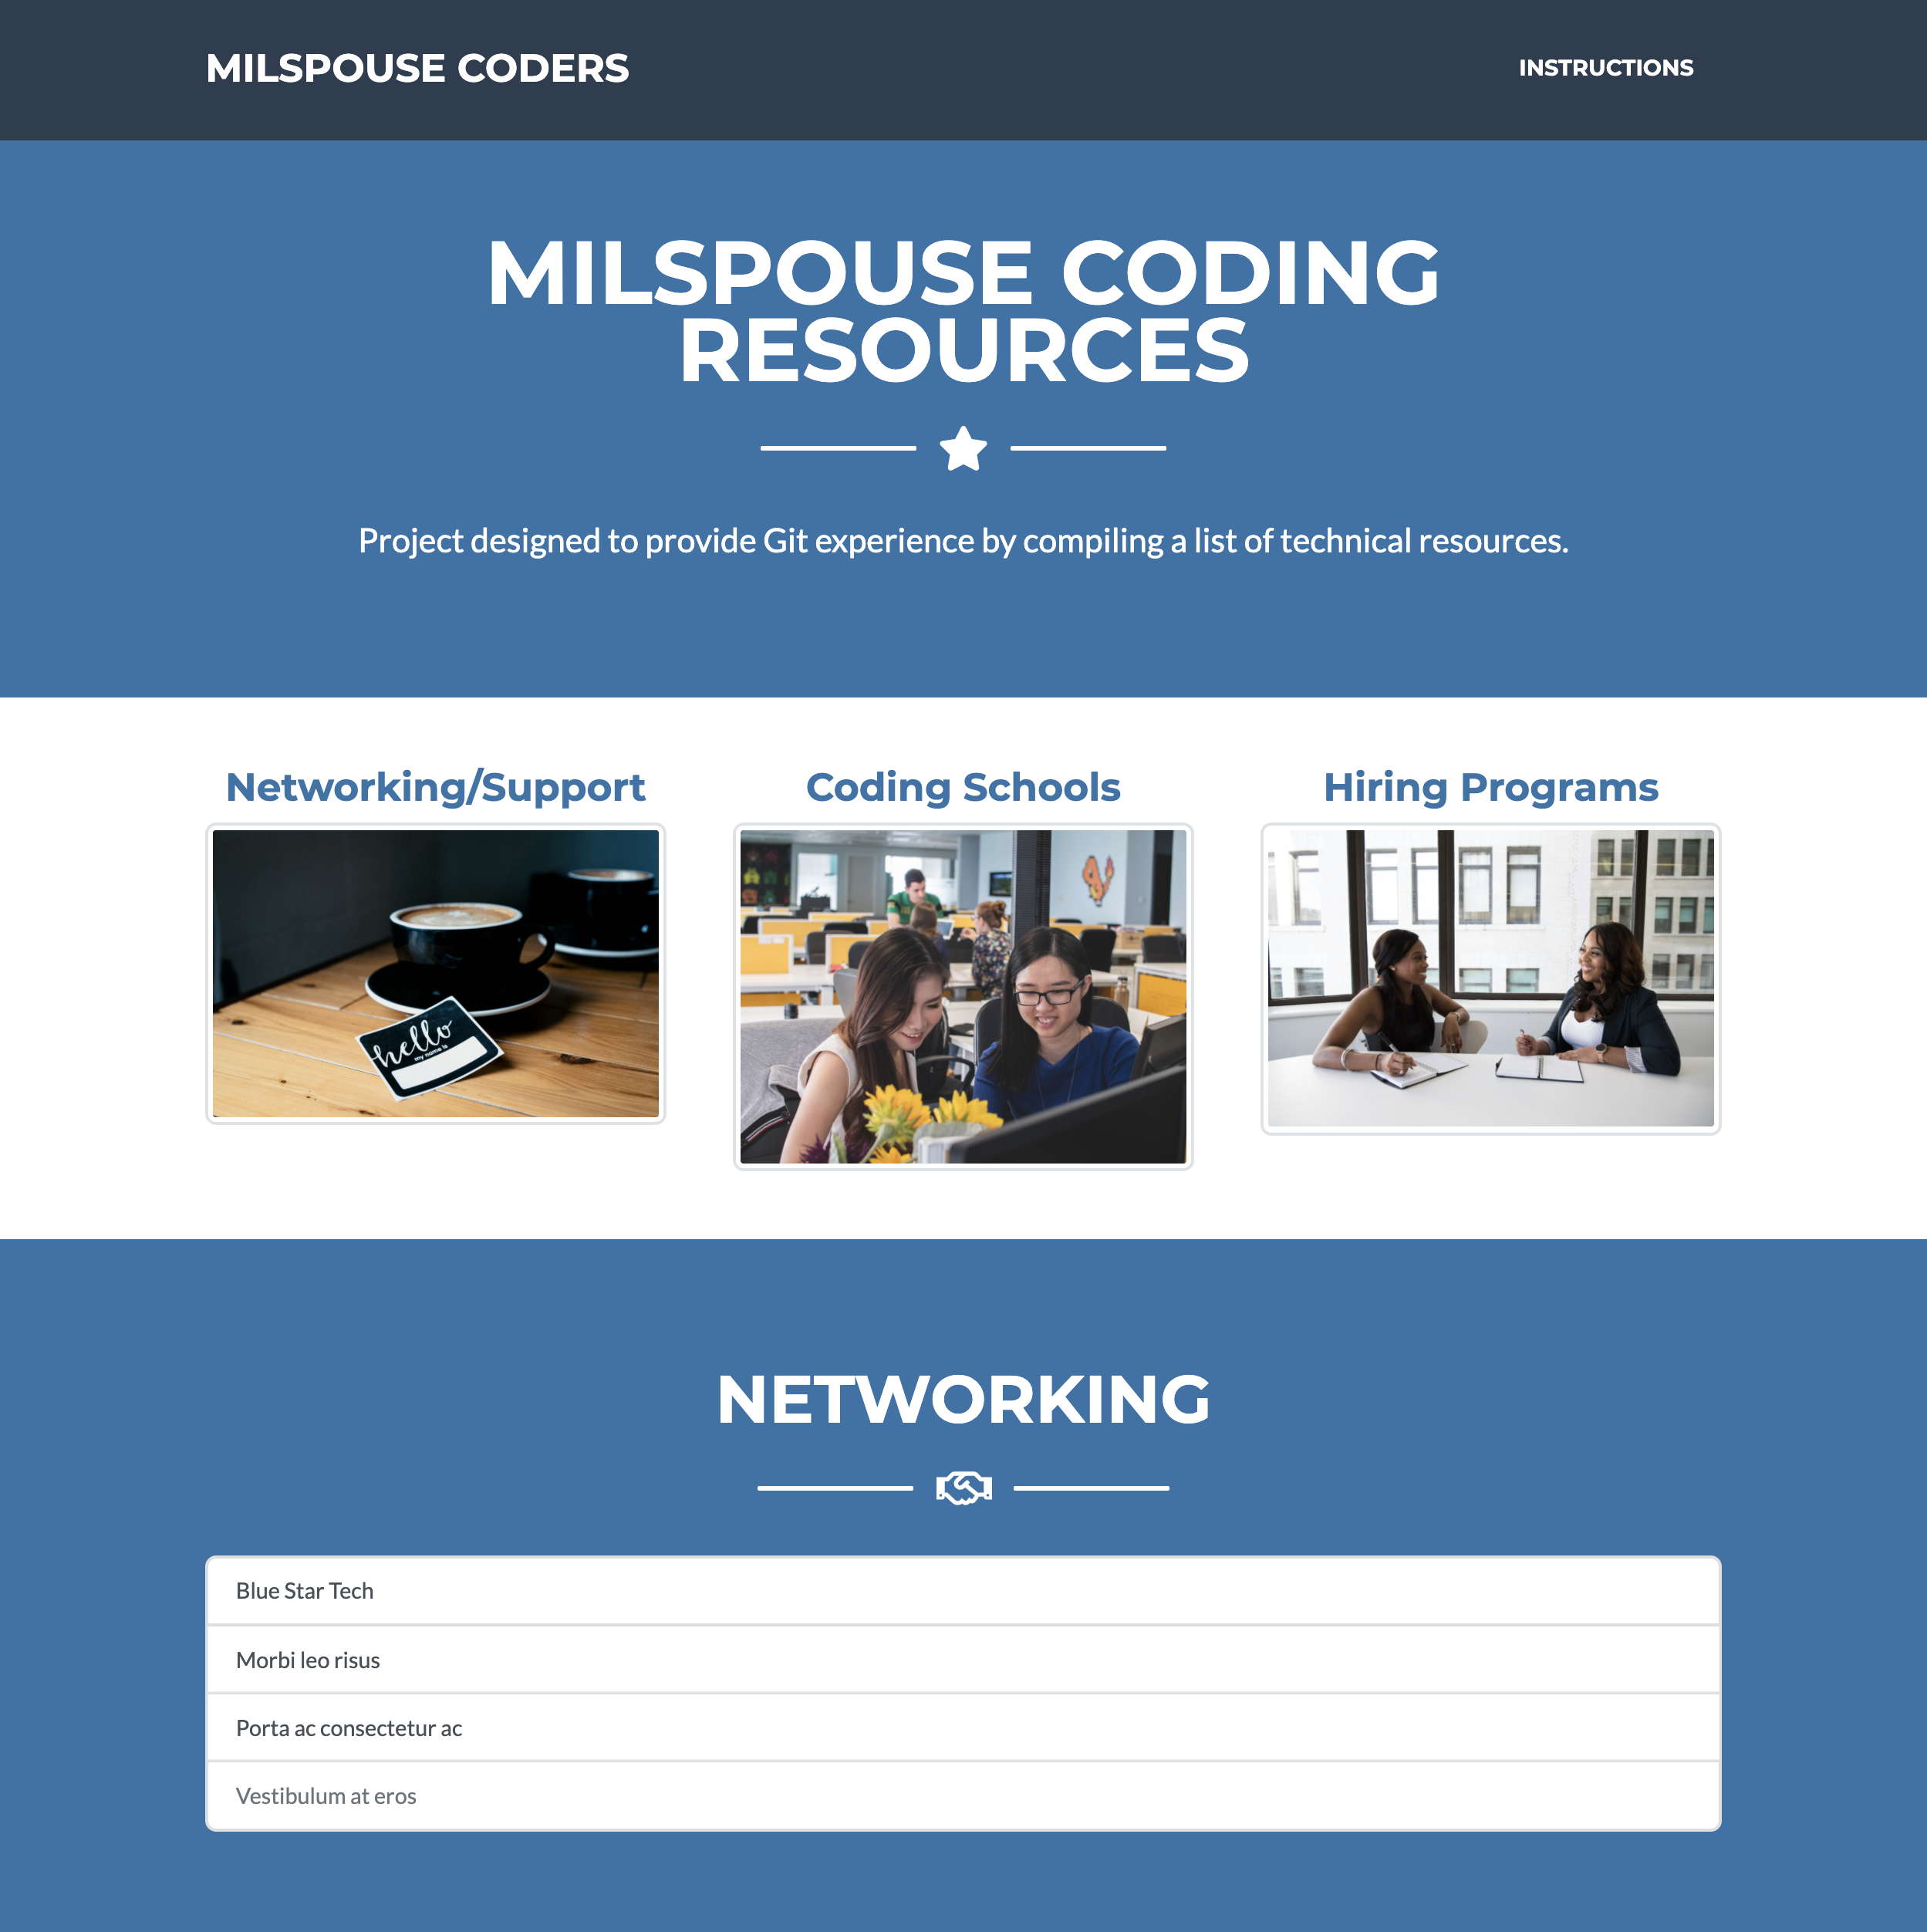 MILSPOUSE CODERS
INSTRUCTIONS
MILSPOUSE CODING
RESOURCES
Project designed to provide Git experience by compiling a list of technical resources.
Networking/Support
Coding Schools
Hiring Programs
hello
my name is
NETWORKING
Blue Star Tech
Morbi leo risus
Porta ac consectetur ac
Vestibulum at eros